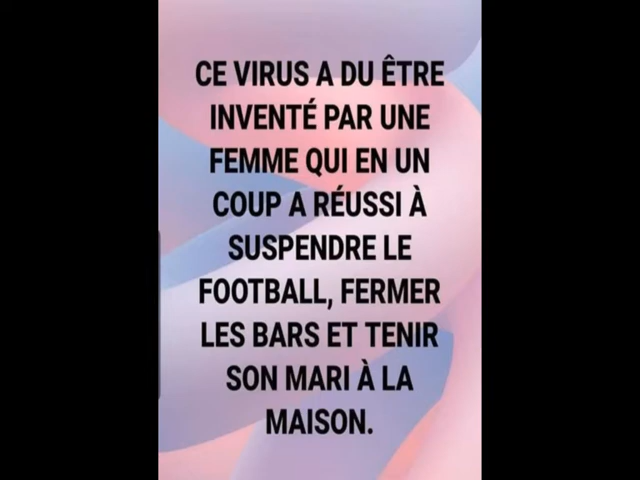 CE VIRUS A DU ÊTRE
INVENTÉ PAR UNE
FEMME QUI EN UN
COUP A RÉUSSI À
SUSPENDRE LE
FOOTBALL, FERMER
LES BARS ET TENIR
SON MARI À LA
MAISON.